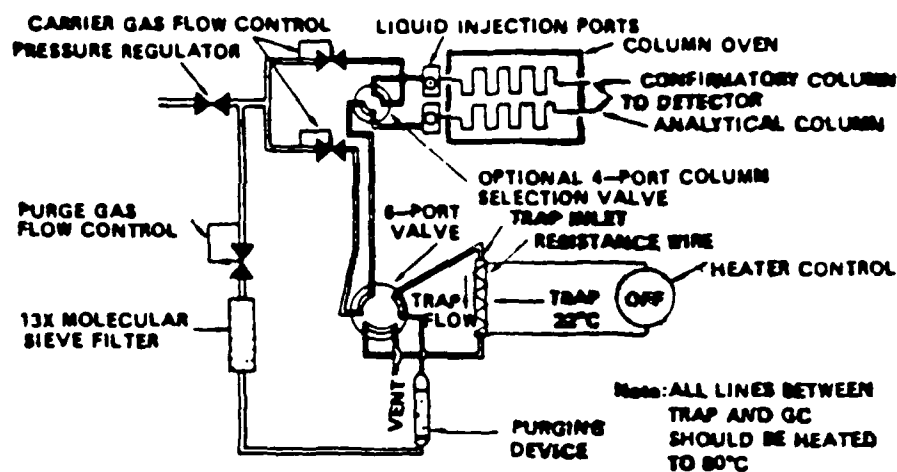 CARRIER GAS FLOW CONTROL
PRESSURE REGULATOR
LIQUID INJECTION PORTS
COLUMN OVEN
CONFIRMATORY COLUMN
TO DETECTOR
ANALYTICAL COLUMN
OPTIONAL 4-PORT COLUMN
SELECTION VALVE
PURGE GAS
FLOW CONTROL
6-PORT
VALVE
TRAP INLET
RESISTANCE WIRE
HEATER CONTROL
OFF
TRAP
FLOW
TRAP
22°C
13X MOLECULAR
SIEVE FILTER
VENT
PURGING
DEVICE
Note: ALL LINES BETWEEN
TRAP AND GC
SHOULD BE HEATED
TO 80°C